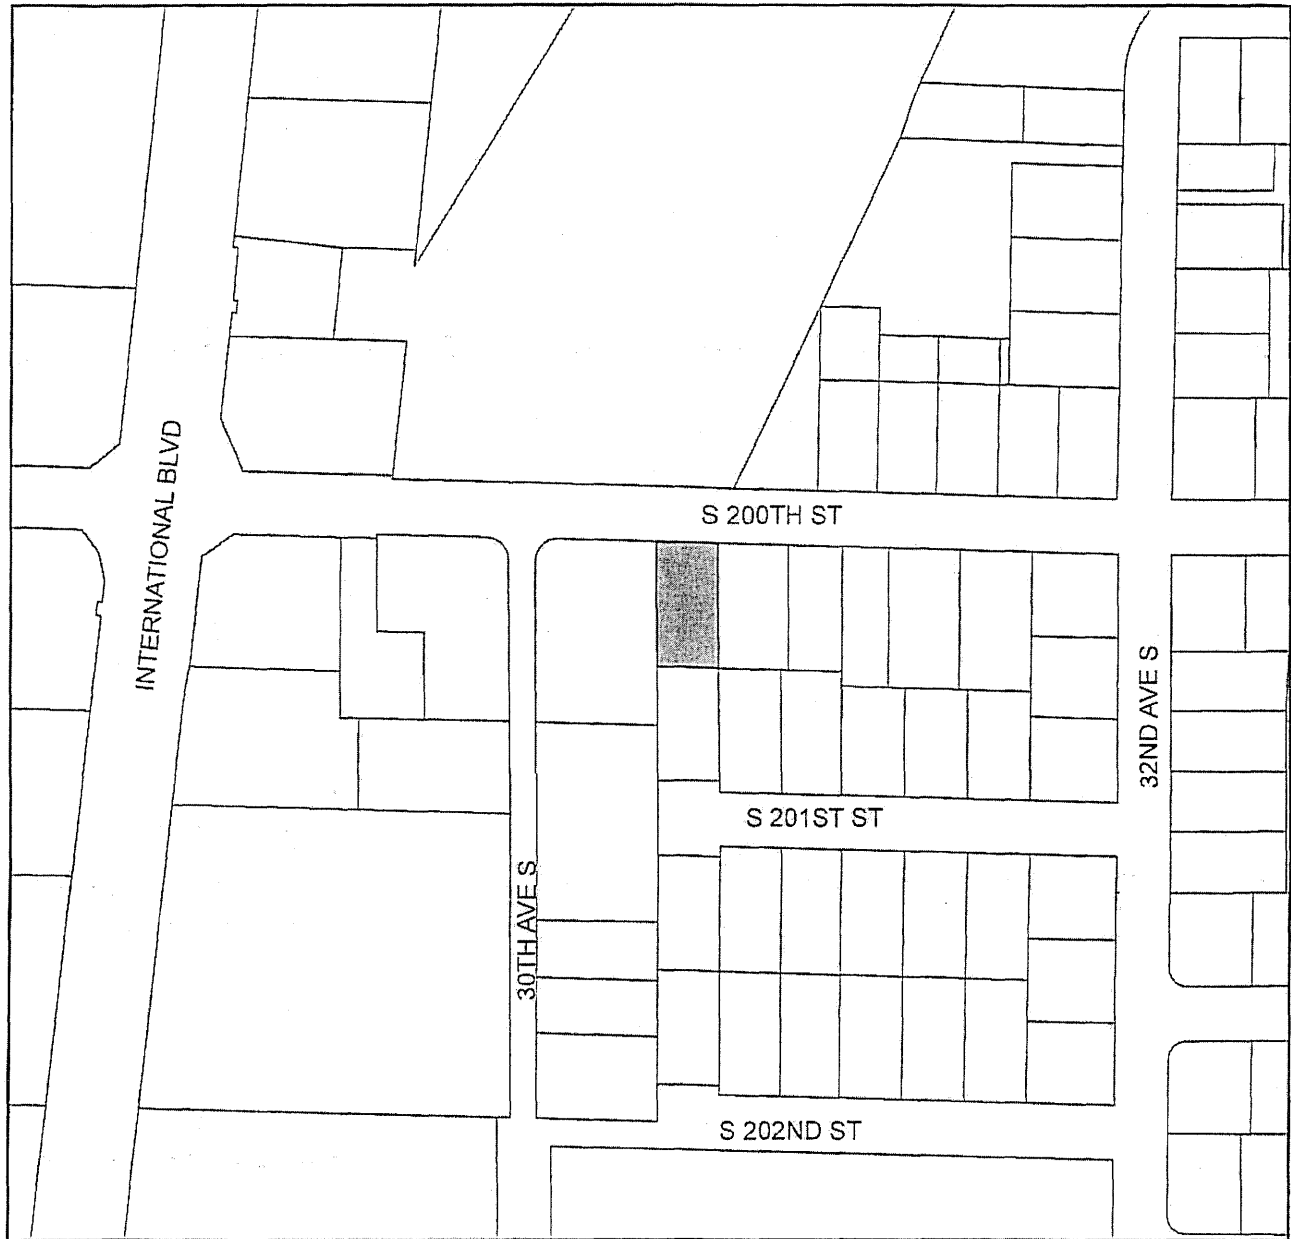 INTERNATIONAL BLVD
S 200TH ST
32ND AVE S
S 201ST ST
30TH AVE S
S 202ND ST